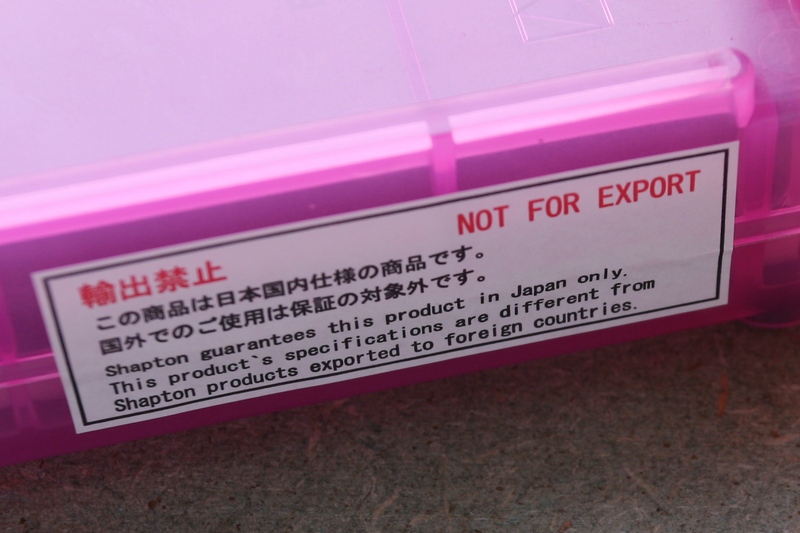 輸出禁止
NOT FOR EXPORT
この商品は日本国内仕様の商品です。
国外でのご使用は保証の対象外です。
Shapton guarantees this product in Japan only.
This product`s specifications are different from
Shapton products exported to foreign countries.